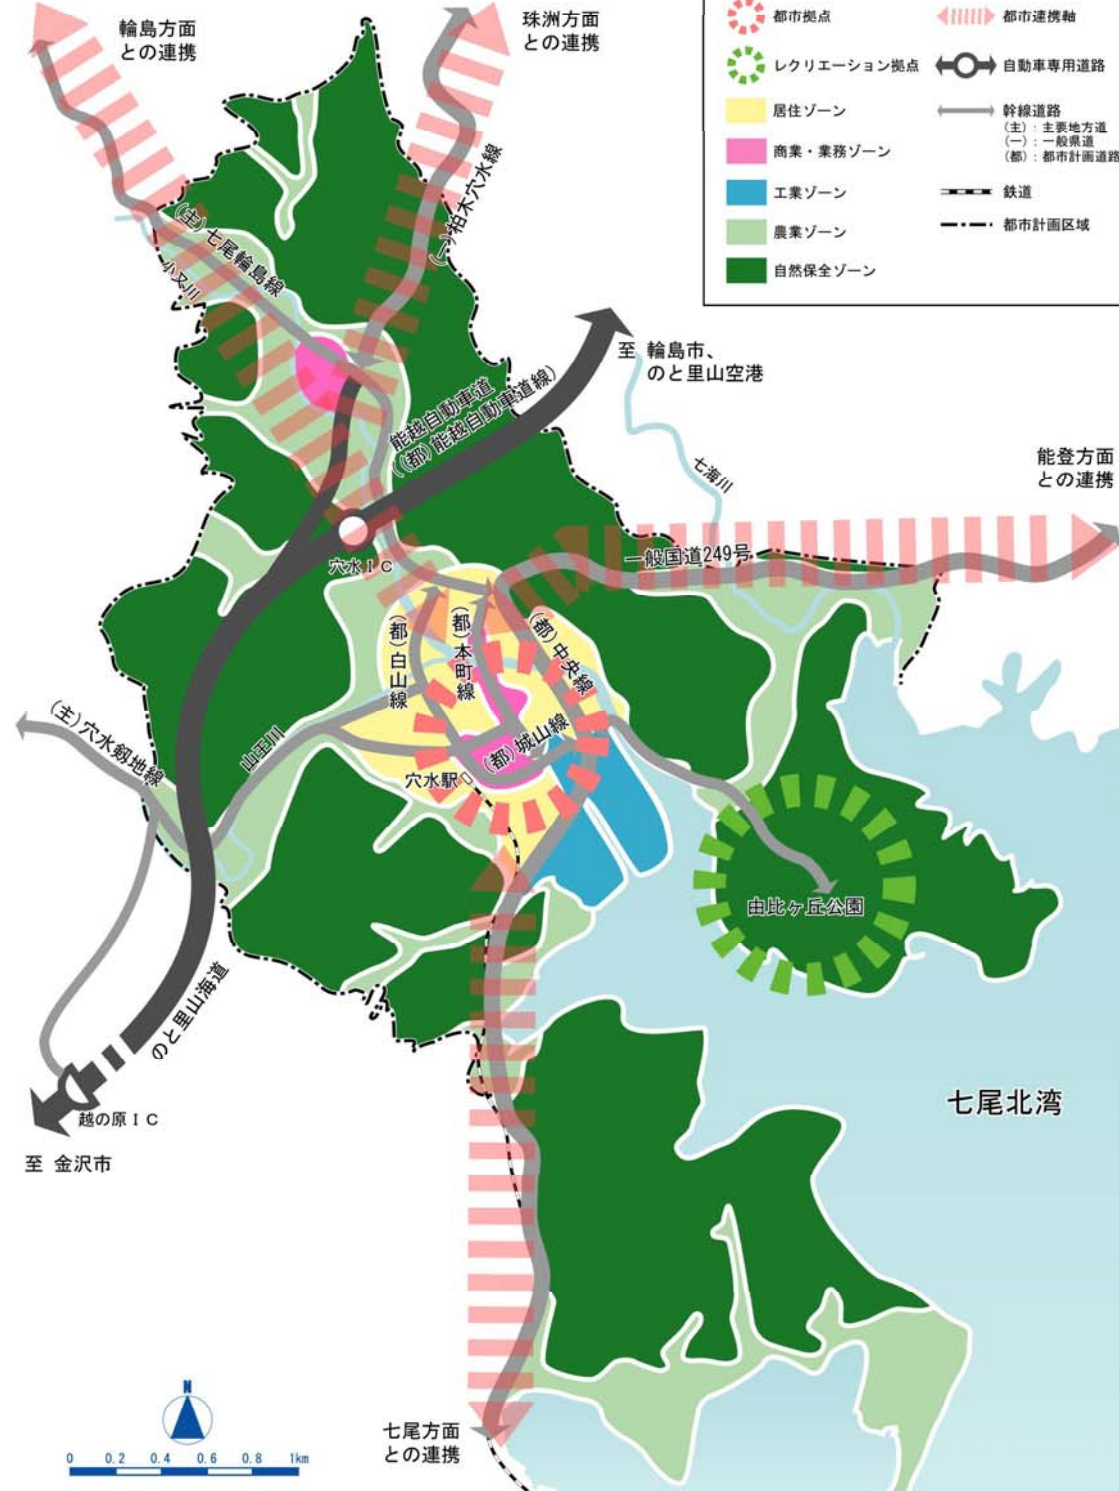 輪島方面
との連携
珠洲方面
との連携
都市拠点
都市連携軸
レクリエーション拠点
自動車専用道路
居住ゾーン
幹線道路
(主)：主要地方道
(一)：一般県道
(都)：都市計画道路
商業・業務ゾーン
工業ゾーン
鉄道
農業ゾーン
都市計画区域
自然保全ゾーン
(一)柏木穴水線
(主)七尾輪島線
小又川
至 輪島市、
のと里山空港
能越自動車道
((都)能越自動車道線)
七海川
能登方面
との連携
一般国道249号
穴水ＩＣ
(都)白山線
(都)本町線
(都)中央線
(主)穴水剱地線
山王川
(都)城山線
穴水駅
由比ヶ丘公園
のと里山海道
越の原ＩＣ
至 金沢市
七尾北湾
七尾方面
との連携
N
0 0.2 0.4 0.6 0.8 1km